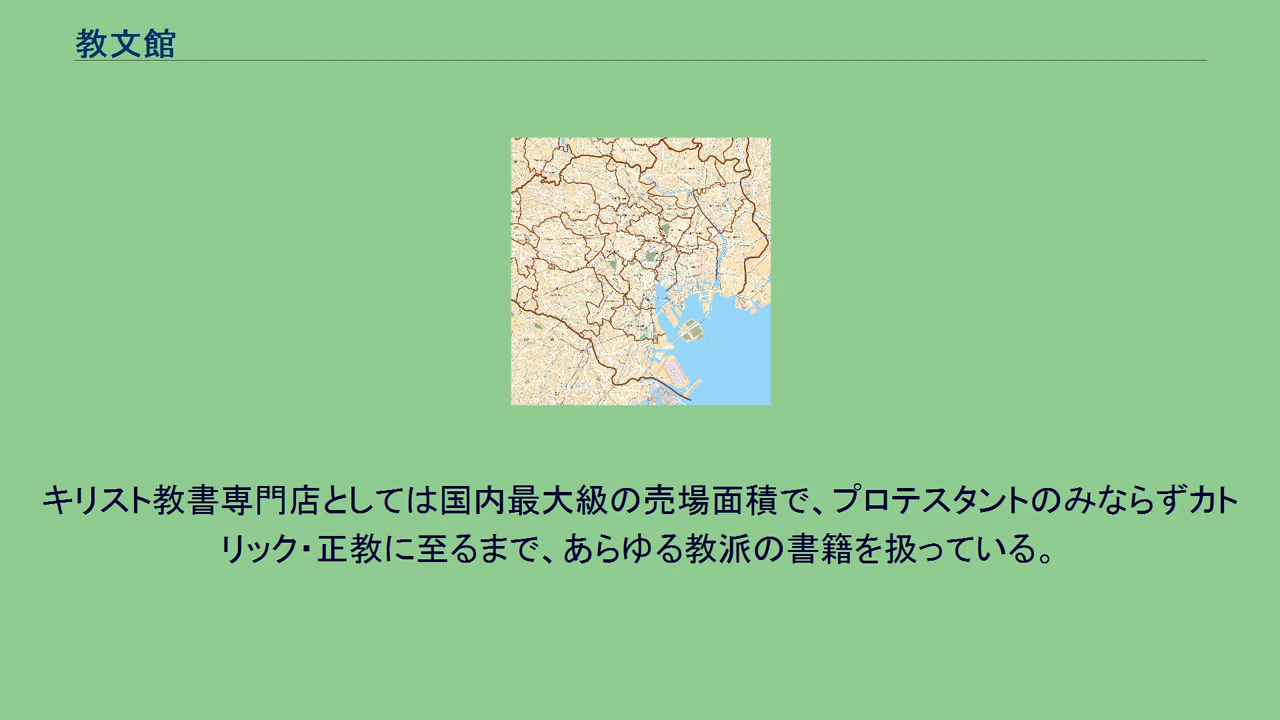 教文館
キリスト教書専門店としては国内最大級の売場面積で、プロテスタントのみならずカト
リック・正教に至るまで、あらゆる教派の書籍を扱っている。